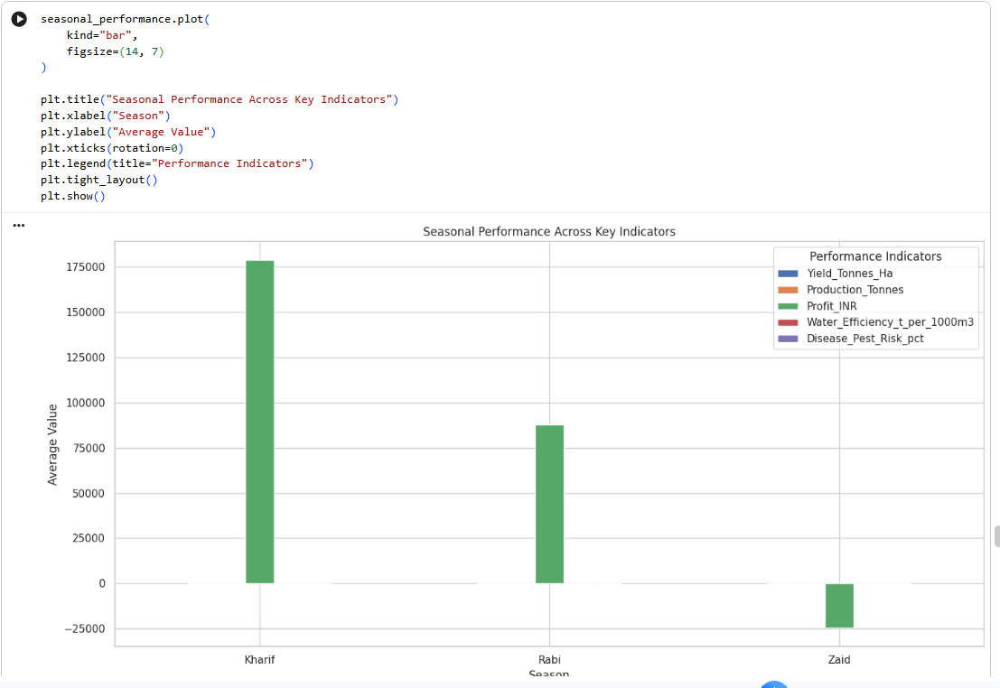 seasonal_performance.plot(
    kind="bar",
    figsize=(14, 7)
)
plt.title("Seasonal Performance Across Key Indicators")
plt.xlabel("Season")
plt.ylabel("Average Value")
plt.xticks(rotation=0)
plt.legend(title="Performance Indicators")
plt.tight_layout()
plt.show()
Seasonal Performance Across Key Indicators
Performance Indicators
Yield_Tonnes_Ha
Production_Tonnes
Profit_INR
Water_Efficiency_t_per_1000m3
Disease_Pest_Risk_pct
Average Value
175000
150000
125000
100000
75000
50000
25000
0
−25000
Kharif Rabi Zaid
Season